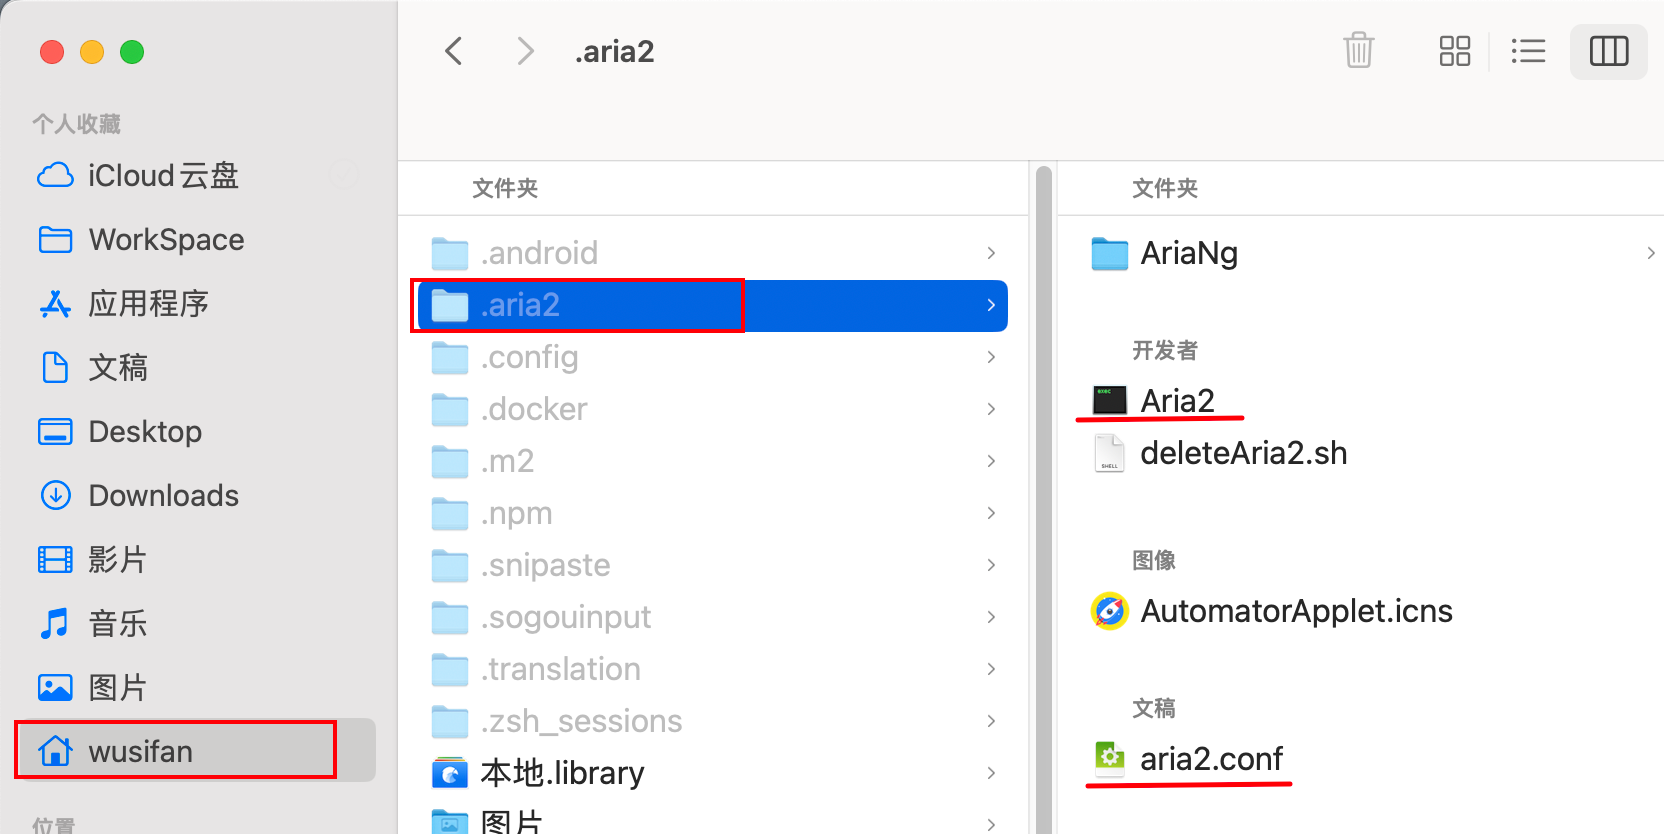 .aria2
个人收藏
iCloud云盘
WorkSpace
应用程序
文稿
Desktop
Downloads
影片
音乐
图片
wusifan
位置
文件夹
.android
.aria2
.config
.docker
.m2
.npm
.snipaste
.sogouinput
.translation
.zsh_sessions
本地.library
图片
文件夹
AriaNg
开发者
exec
Aria2
SHELL
deleteAria2.sh
图像
AutomatorApplet.icns
文稿
aria2.conf